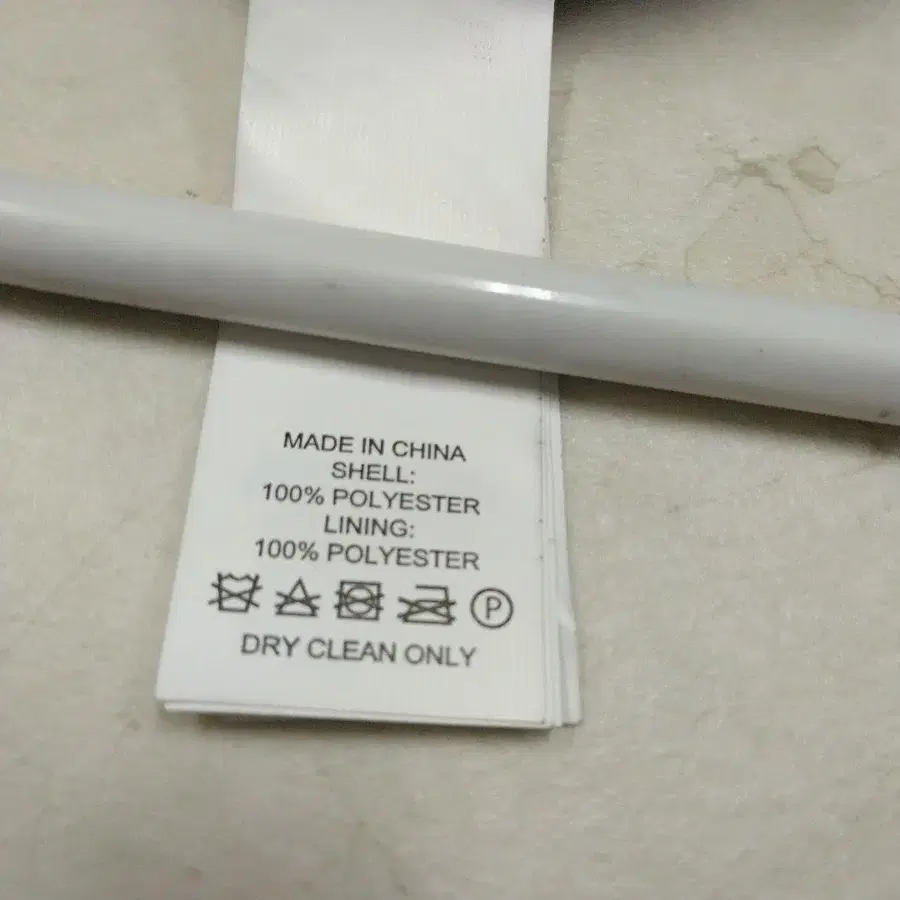 MADE IN CHINA
SHELL:
100% POLYESTER
LINING:
100% POLYESTER
P
DRY CLEAN ONLY